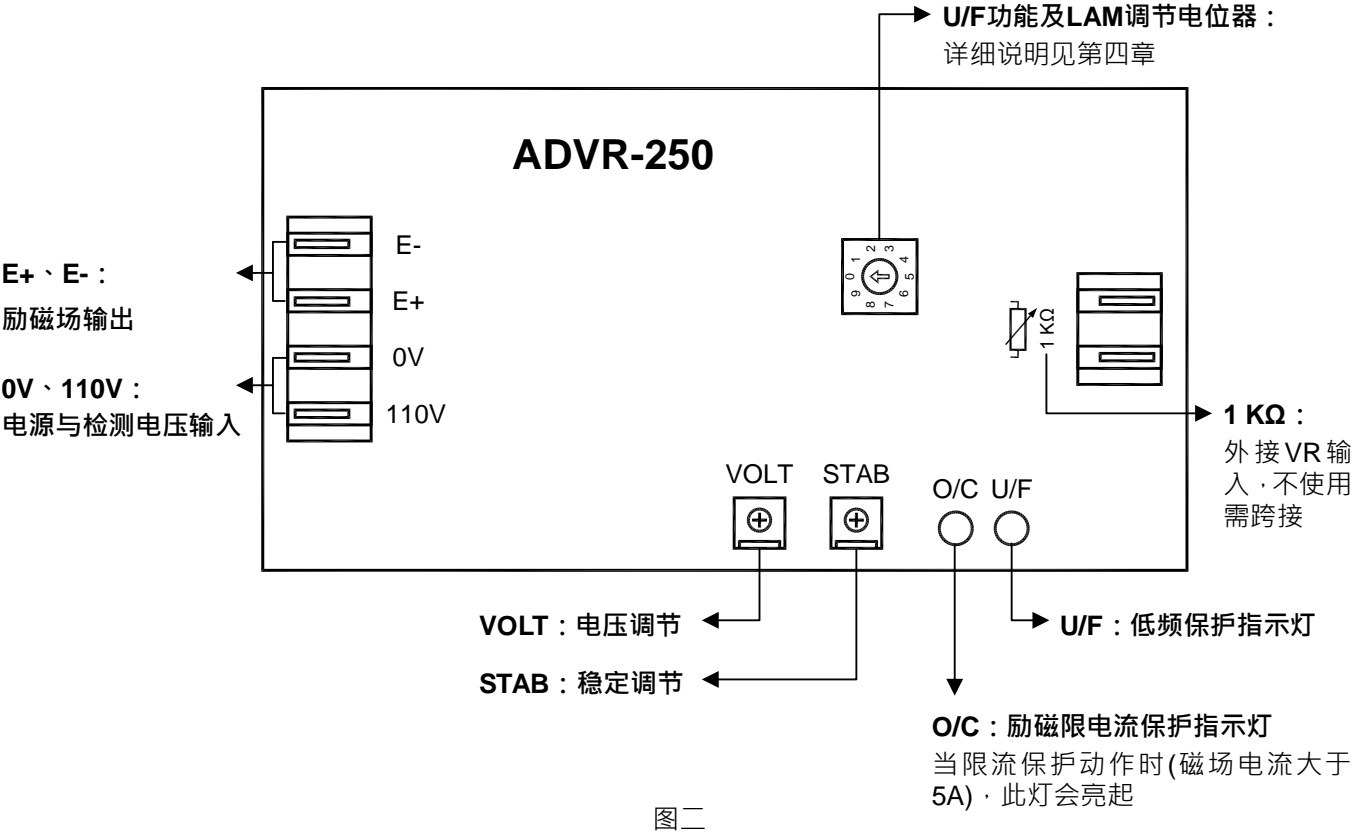 U/F功能及LAM调节电位器：
详细说明见第四章
ADVR-250
E-
E+
0V
110V
E+、E-：
励磁场输出
0V、110V：
电源与检测电压输入
0 1 2 3 4 5 6 7 8 9
1 KΩ
1 KΩ：
外接VR输
入，不使用
需跨接
VOLT
STAB
O/C
U/F
VOLT：电压调节
STAB：稳定调节
U/F：低频保护指示灯
O/C：励磁限电流保护指示灯
当限流保护动作时(磁场电流大于
5A)，此灯会亮起
图二